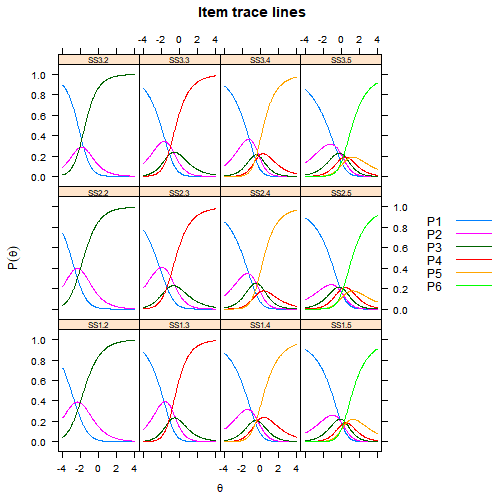 Item trace lines
-4 -2 0 2 4 -4 -2 0 2 4
SS3.2 SS3.3 SS3.4 SS3.5
1.0
0.8
0.6
0.4
0.2
0.0
SS2.2 SS2.3 SS2.4 SS2.5
1.0
0.8
0.6
0.4
0.2
0.0
SS1.2 SS1.3 SS1.4 SS1.5
1.0
0.8
0.6
0.4
0.2
0.0
-4 -2 0 2 4 -4 -2 0 2 4
θ
P(θ)
P1
P2
P3
P4
P5
P6